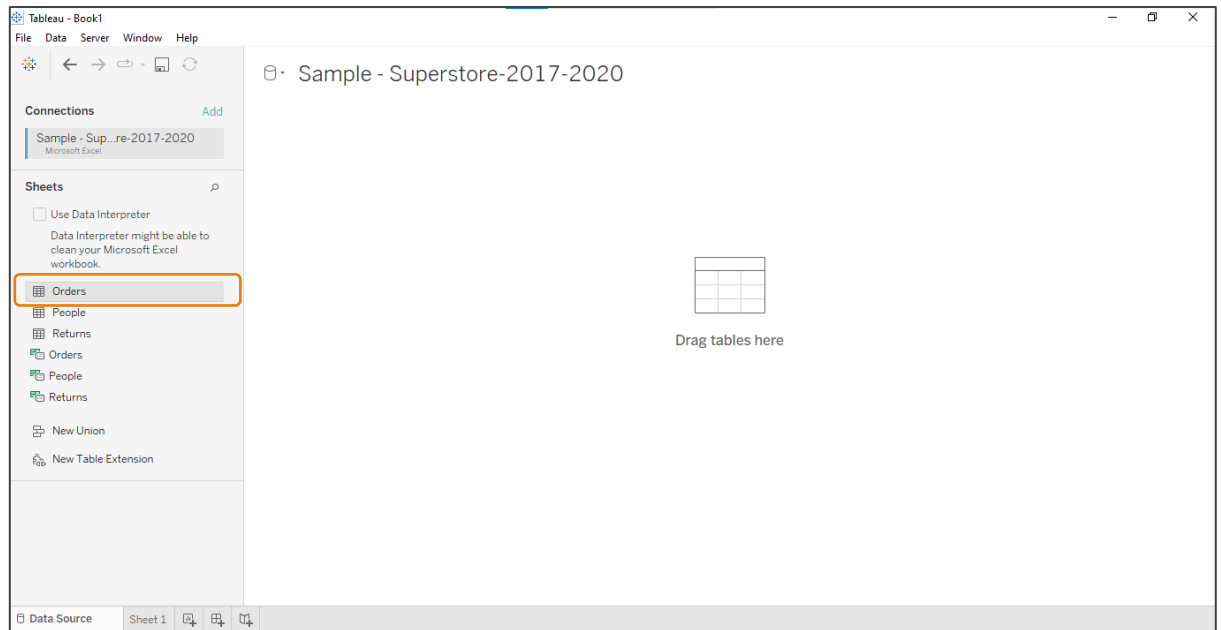 Tableau - Book1
File Data Server Window Help
Sample - Superstore-2017-2020
Connections Add
Sample - Sup...re-2017-2020
Microsoft Excel
Sheets
Use Data Interpreter
Data Interpreter might be able to
clean your Microsoft Excel
workbook.
Orders
People
Returns
Orders
People
Returns
New Union
New Table Extension
Drag tables here
Data Source Sheet 1